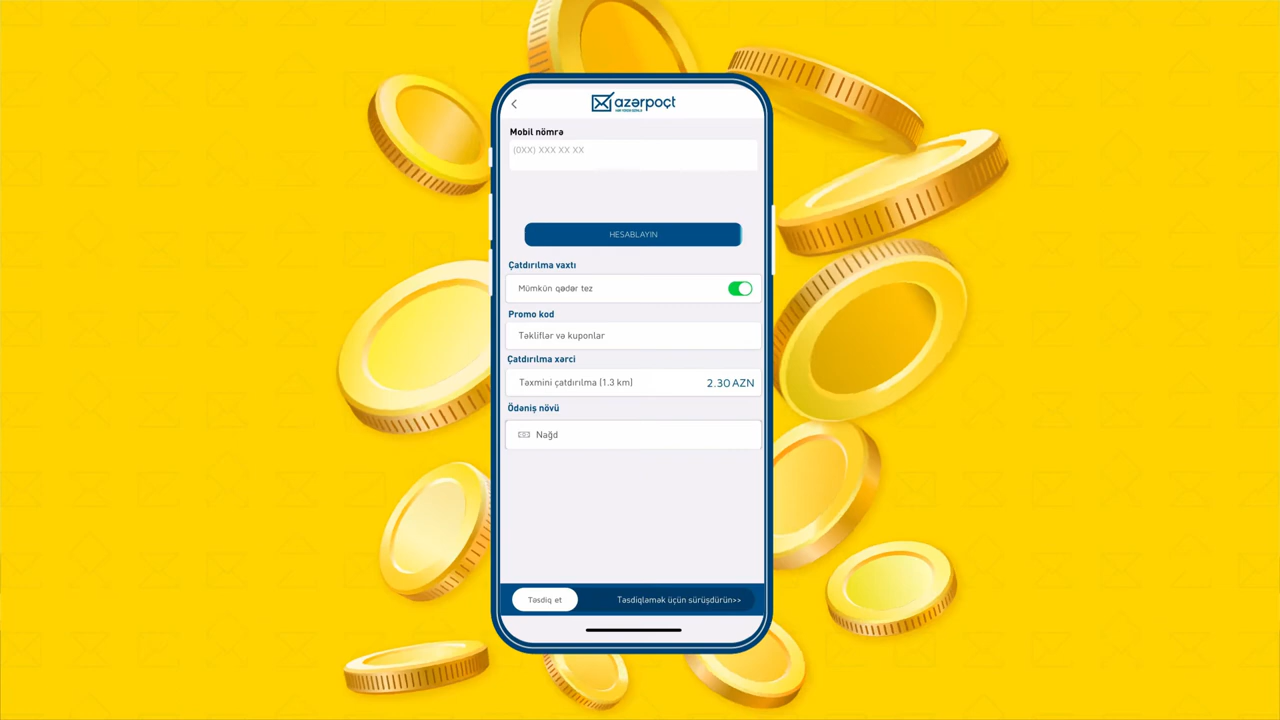 azərpoçt
Mobil nömrə
(0XX) XXX XX XX
HESABLAYIN
Çatdırılma vaxtı
Mümkün qədər tez
Promo kod
Təkliflər və kuponlar
Çatdırılma xərci
Təxmini çatdırılma (1.3 km) 2.30 AZN
Ödəniş növü
Nağd
Təsdiq et Təsdiqləmək üçün sürüşdürün>>